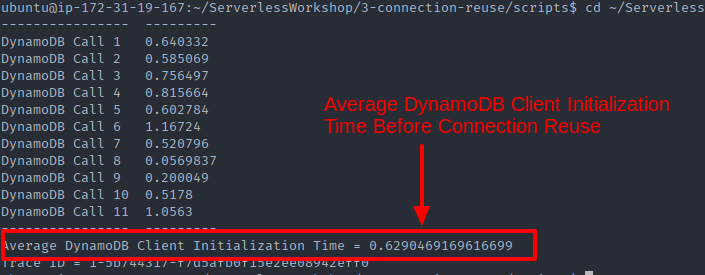 ubuntu@ip-172-31-19-167:~/ServerlessWorkshop/3-connection-reuse/scripts$ cd ~/Serverless
---------------- ---------
DynamoDB Call 1 0.640332
DynamoDB Call 2 0.585069
DynamoDB Call 3 0.756497
DynamoDB Call 4 0.815664
DynamoDB Call 5 0.602784
DynamoDB Call 6 1.16724
DynamoDB Call 7 0.520796
DynamoDB Call 8 0.0569837
DynamoDB Call 9 0.200049
DynamoDB Call 10 0.5178
DynamoDB Call 11 1.0563
---------------- ---------
Average DynamoDB Client Initialization
Time Before Connection Reuse
Average DynamoDB Client Initialization Time = 0.6290469169616699
Trace ID = 1-5b744317-f7d5afb0f15e2ee08942eff0